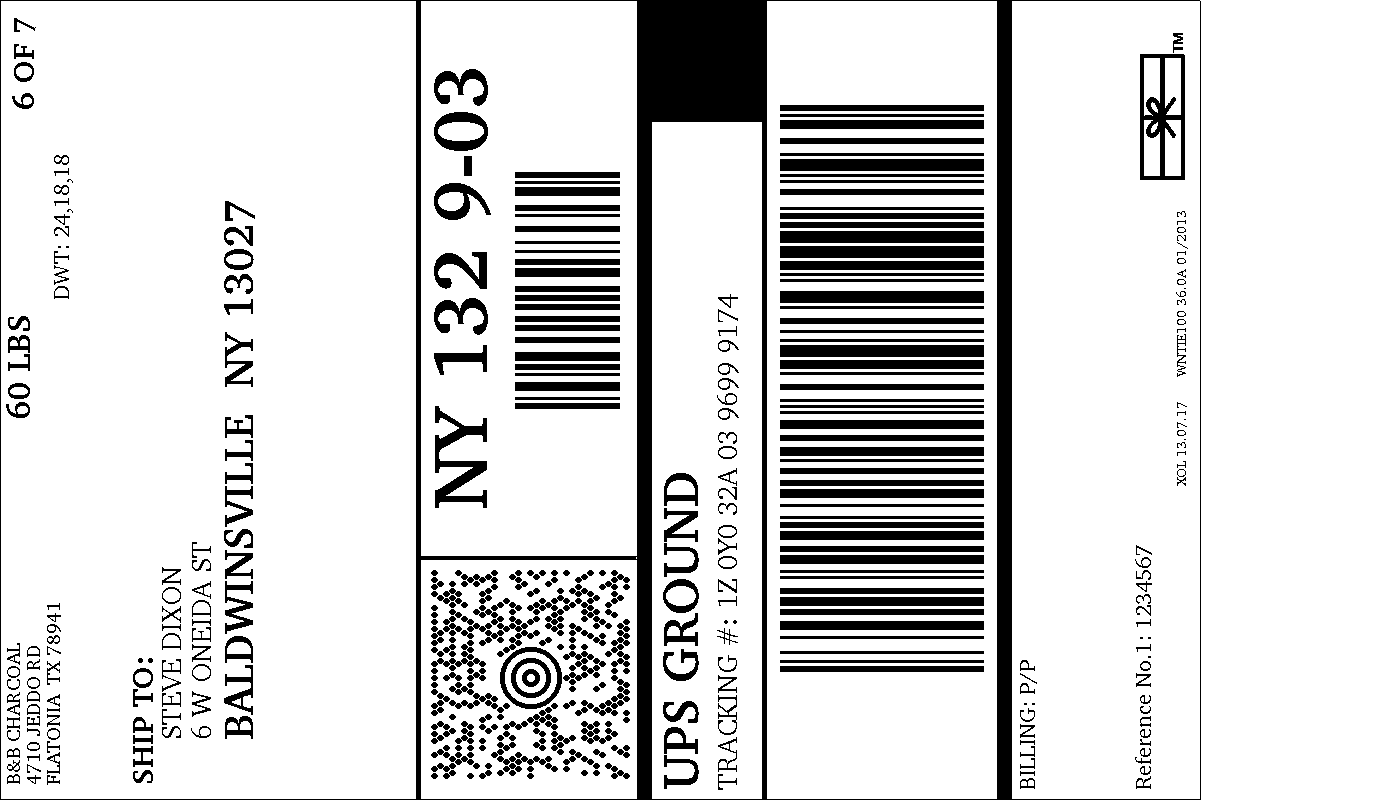 B&B CHARCOAL
4710 JEDDO RD
FLATONIA TX 78941
60 LBS
6 OF 7
DWT: 24,18,18
SHIP TO:
STEVE DIXON
6 W ONEIDA ST
BALDWINSVILLE NY 13027
NY 132 9-03
UPS GROUND
TRACKING #: 1Z 0Y0 32A 03 9699 9174
BILLING: P/P
Reference No.1: 1234567
XOL 13.07.17 WNTIE100 36.0A 01/2013
TM